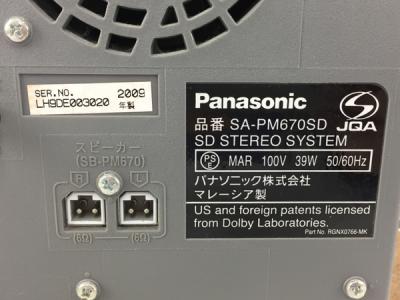 SER.NO. 2009
LH9DE003020 年製
スピーカー
(SB-PM670)
R L
(6Ω) (6Ω)
Panasonic
品番 SA-PM670SD
JQA
SD STEREO SYSTEM
PS E MAR 100V 39W 50/60Hz
パナソニック株式会社
マレーシア製
US and foreign patents licensed
from Dolby Laboratories.
Part No. RGNX0766-MK